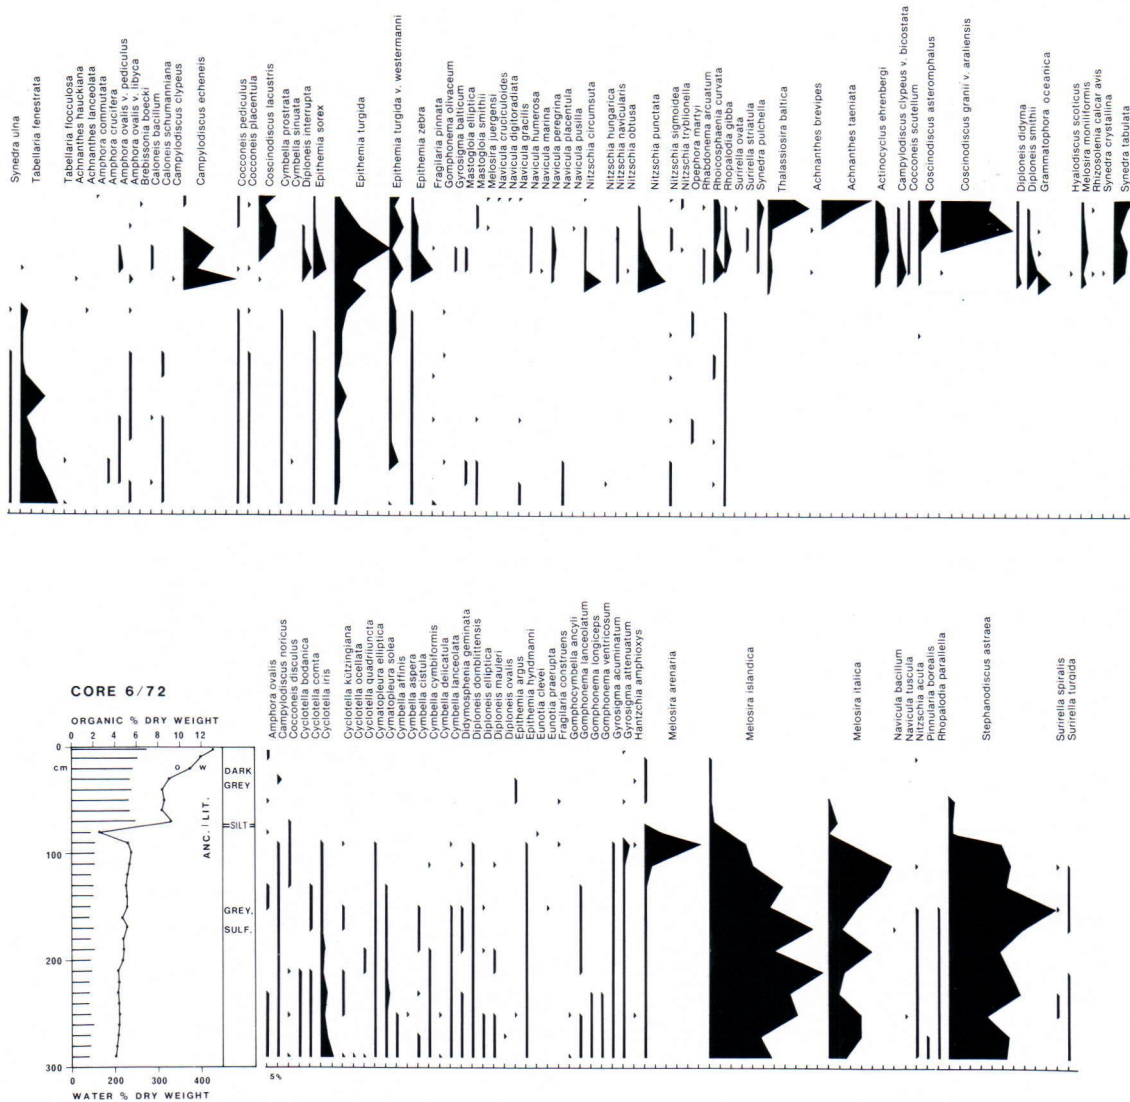 Synedra ulna
Tabellaria fenestrata
Tabellaria flocculosa
Achnanthes hauckiana
Achnanthes lanceolata
Amphora commutata
Amphora crucifera
Amphora ovalis v. pediculus
Amphora ovalis v. libyca
Brebissonia boecki
Caloneis bacillum
Caloneis schumanniana
Campylodiscus clypeus
Campylodiscus echeneis
Cocconeis pediculus
Cocconeis placentula
Coscinodiscus lacustris
Cymbella prostrata
Cymbella sinuata
Diploneis interrupta
Epithemia sorex
Epithemia turgida
Epithemia turgida v. westermanni
Epithemia zebra
Fragilaria pinnata
Gomphonema olivaceum
Gyrosigma balticum
Mastogloia elliptica
Mastogloia smithii
Melosira juergensi
Navicula cruciculoides
Navicula digitoradiata
Navicula gracilis
Navicula humerosa
Navicula marina
Navicula peregrina
Navicula placentula
Navicula pusilla
Nitzschia circumsuta
Nitzschia hungarica
Nitzschia navicularis
Nitzschia obtusa
Nitzschia punctata
Nitzschia sigmoidea
Nitzschia tryblionella
Opephora martyi
Rhabdonema arcuatum
Rhoicosphaenia curvata
Rhopalodia gibba
Surirella ovata
Surirella striatula
Synedra pulchella
Thalassiosira baltica
Achnanthes brevipes
Achnanthes taeniata
Actinocyclus ehrenbergi
Campylodiscus clypeus v. bicostata
Cocconeis scutellum
Coscinodiscus asteromphalus
Coscinodiscus granii v. aralensis
Diploneis didyma
Diploneis smithii
Grammatophora oceanica
Hyalodiscus scoticus
Melosira moniliformis
Rhizosolenia calcar avis
Synedra crystallina
Synedra tabulata
CORE 6/72
ORGANIC % DRY WEIGHT
0 2 4 6 8 10 12
0
cm
100
200
300
O W
ANC. LIT.
DARK
GREY
SILT
GREY,
SULF.
0 200 300 400
WATER % DRY WEIGHT
Amphora ovalis
Campylodiscus noricus
Cocconeis disculus
Cyclotella bodanica
Cyclotella comta
Cyclotella iris
Cyclotella kützingiana
Cyclotella ocellata
Cyclotella quadriiuncta
Cymatopleura elliptica
Cymatopleura solea
Cymbella affinis
Cymbella aspera
Cymbella cistula
Cymbella cymbiformis
Cymbella delicatula
Cymbella lanceolata
Didymosphenia geminata
Diploneis domblittensis
Diploneis elliptica
Diploneis mauleri
Diploneis ovalis
Epithemia argus
Epithemia hyndmanni
Eunotia clevei
Eunotia praerupta
Fragilaria construens
Gomphocymbella ancyli
Gomphonema lanceolatum
Gomphonema longiceps
Gomphonema ventricosum
Gyrosigma acuminatum
Gyrosigma attenuatum
Hantzschia amphioxys
Melosira arenaria
Melosira islandica
Melosira italica
Navicula bacillum
Navicula tuscula
Nitzschia acuta
Pinnularia borealis
Rhopalodia parallela
Stephanodiscus astraea
Surirella spiralis
Surirella turgida
5%